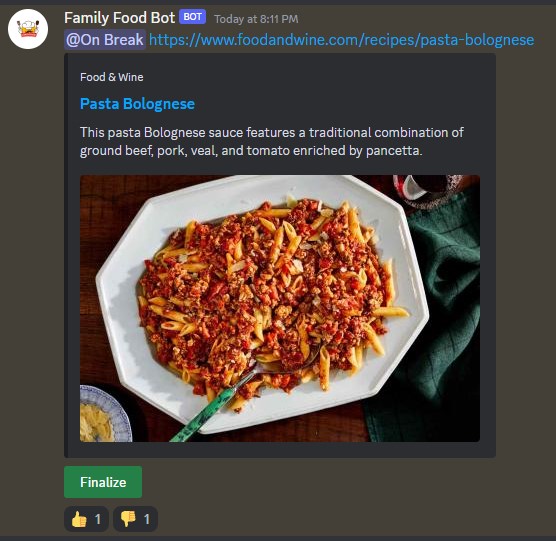 Family Food Bot BOT Today at 8:11 PM
@On Break https://www.foodandwine.com/recipes/pasta-bolognese
Food & Wine
Pasta Bolognese
This pasta Bolognese sauce features a traditional combination of
ground beef, pork, veal, and tomato enriched by pancetta.
Finalize
👍 1 👎 1